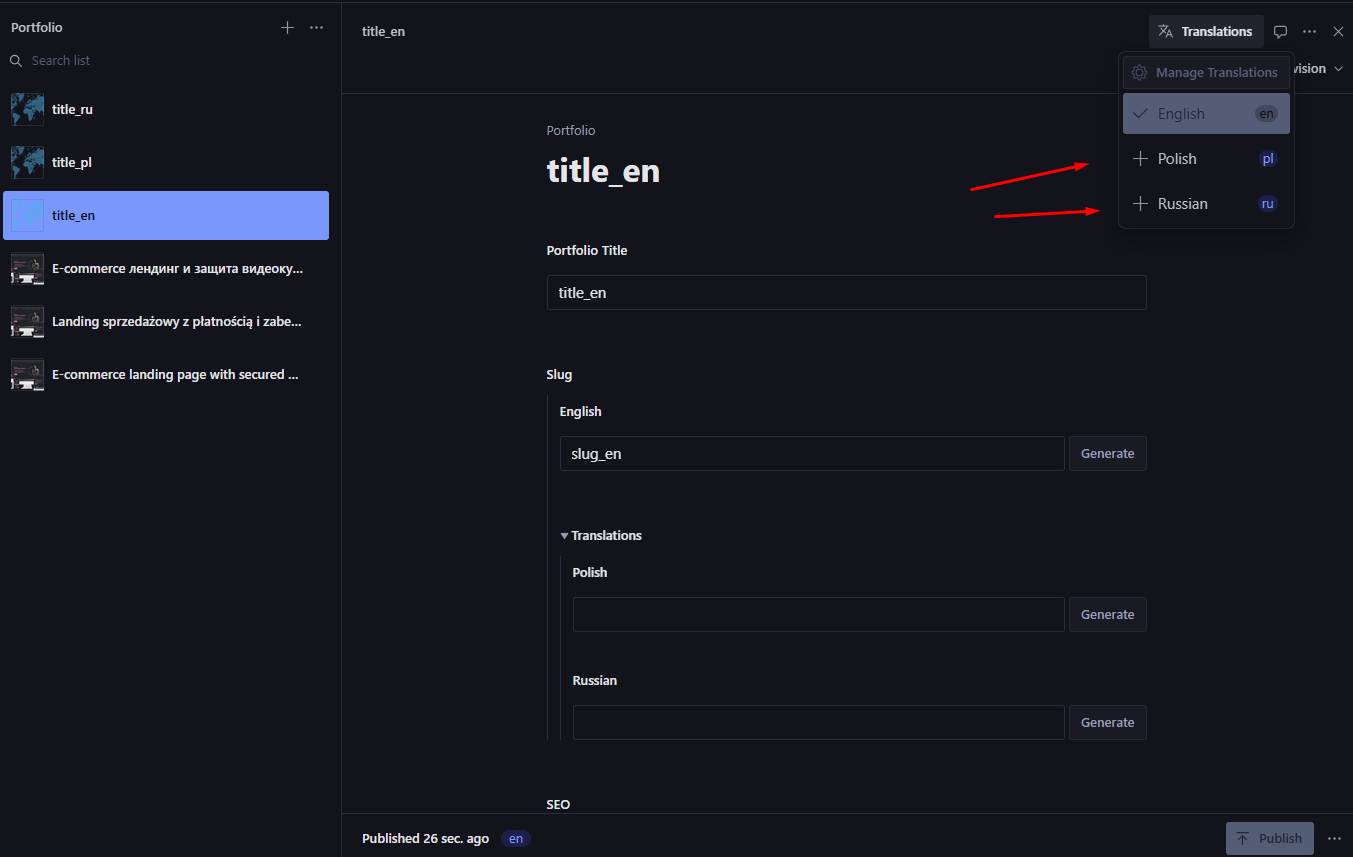 Portfolio
Search list
title_ru
title_pl
title_en
E-commerce лендинг и защита видеоку...
Landing sprzedażowy z płatnością i zabe...
E-commerce landing page with secured ...
title_en
Translations
Manage Translations
vision
English en
Polish pl
Russian ru
Portfolio
title_en
Portfolio Title
title_en
Slug
English
slug_en Generate
Translations
Polish
Generate
Russian
Generate
SEO
Published 26 sec. ago en
Publish